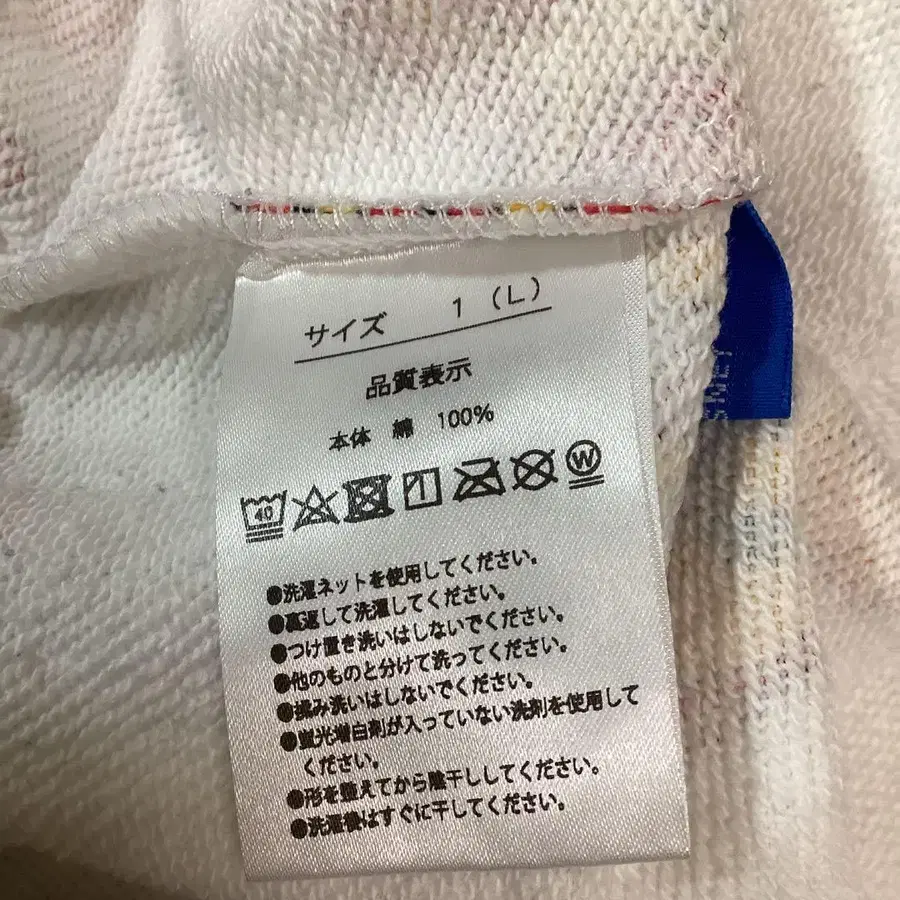 サイズ 1 (L)
品質表示
本体 綿 100%
40 W
●洗濯ネットを使用してください。
●裏返して洗濯してください。
●つけ置き洗いはしないでください。
●他のものと分けて洗ってください。
●揉み洗いはしないでください。
●蛍光増白剤が入っていない洗剤を使用して
ください。
●形を整えてから陰干ししてください。
●洗濯後はすぐに干してください。